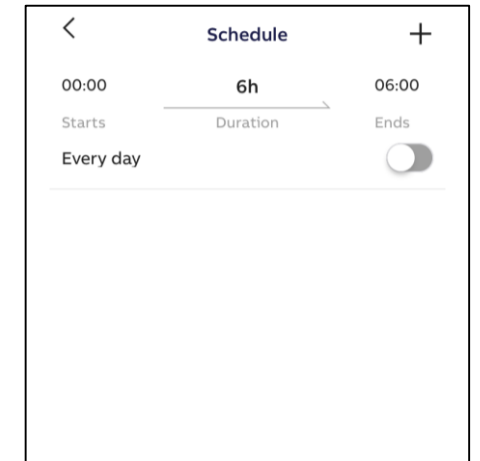 Schedule
00:00 6h 06:00
Starts Duration Ends
Every day